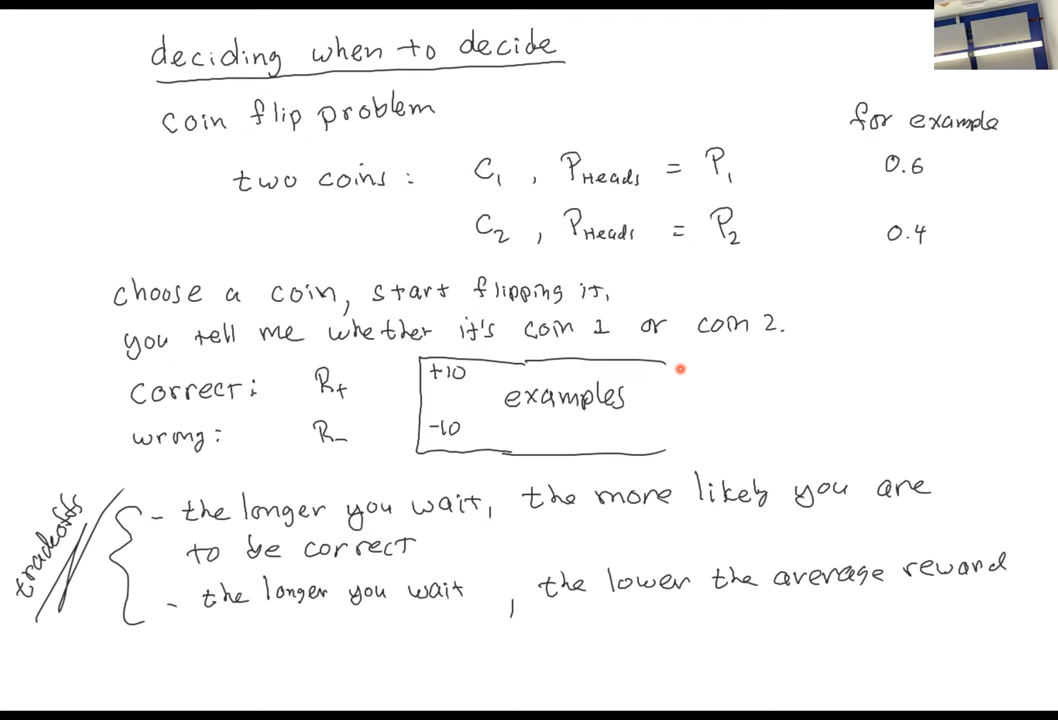 deciding when to decide
coin flip problem
for example
two coins: C₁, P_Heads = P₁ 0.6
C₂, P_Heads = P₂ 0.4
choose a coin, start flipping it,
you tell me whether it's coin 1 or coin 2.
correct: R₊ +10
examples
wrong: R₋ -10
tradeoffs
- the longer you wait, the more likely you are
to be correct
- the longer you wait, the lower the average reward